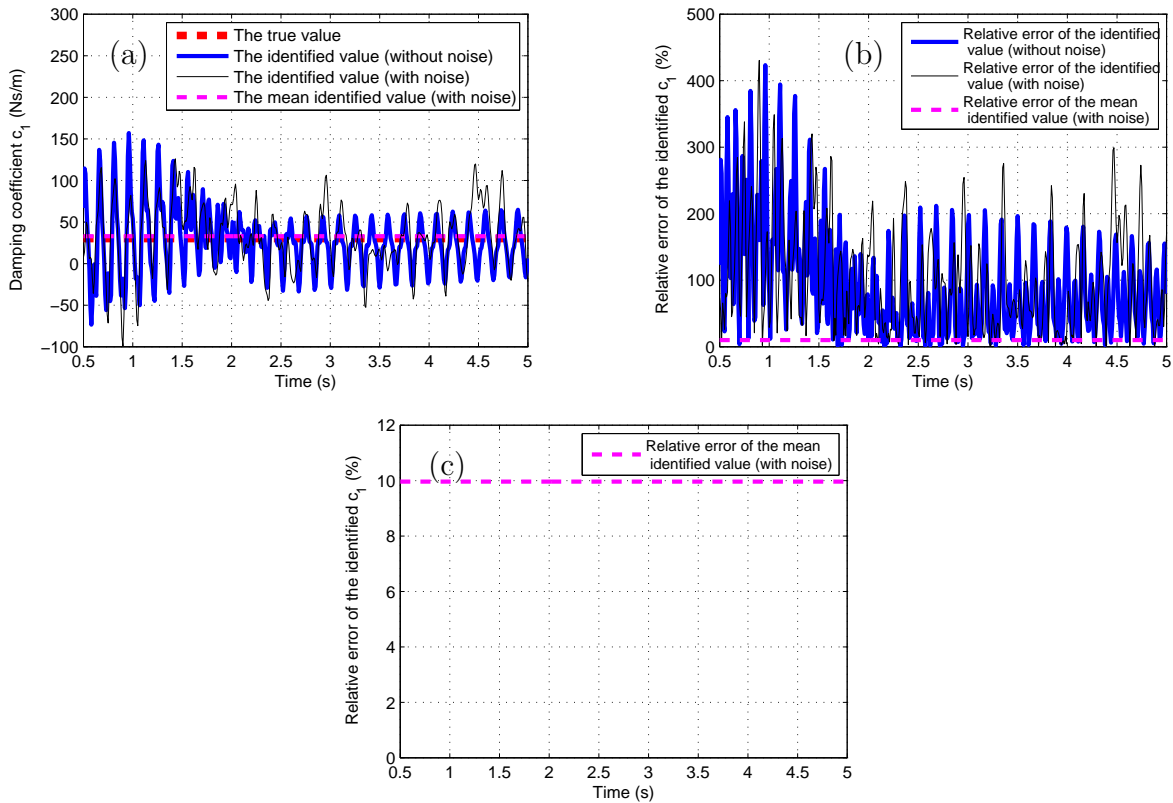 (a)
The true value
The identified value (without noise)
The identified value (with noise)
The mean identified value (with noise)
Damping coefficient c1 (Ns/m)
300
250
200
150
100
50
0
−50
−100
0.5 1 1.5 2 2.5 3 3.5 4 4.5 5
Time (s)
(b)
Relative error of the identified
value (without noise)
Relative error of the identified
value (with noise)
Relative error of the mean
identified value (with noise)
Relative error of the identified c1 (%)
500
400
300
200
100
0
0.5 1 1.5 2 2.5 3 3.5 4 4.5 5
Time (s)
(c)
Relative error of the mean
identified value (with noise)
Relative error of the identified c1 (%)
12
10
8
6
4
2
0
0.5 1 1.5 2 2.5 3 3.5 4 4.5 5
Time (s)